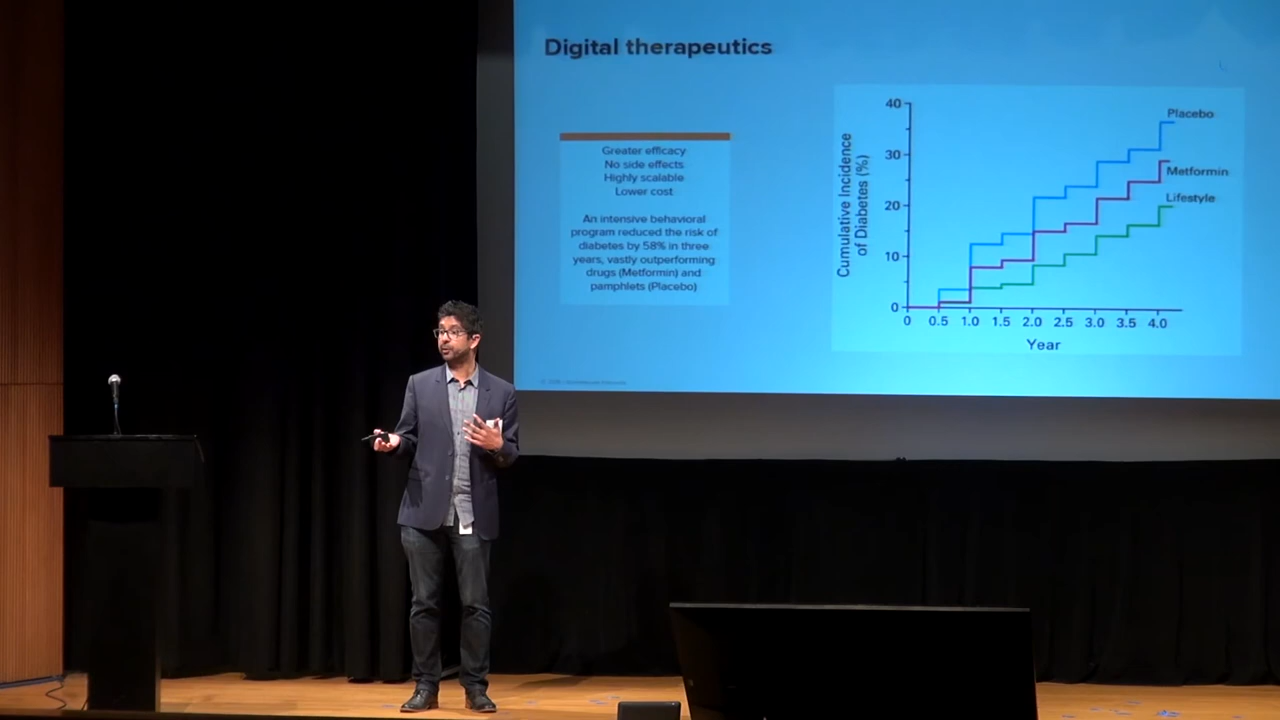 Digital therapeutics
Greater efficacy
No side effects
Highly scalable
Lower cost
An intensive behavioral
program reduced the risk of
diabetes by 58% in three
years, vastly outperforming
drugs (Metformin) and
pamphlets (Placebo)
Cumulative Incidence
of Diabetes (%)
40
30
20
10
0
Placebo
Metformin
Lifestyle
0 0.5 1.0 1.5 2.0 2.5 3.0 3.5 4.0
Year